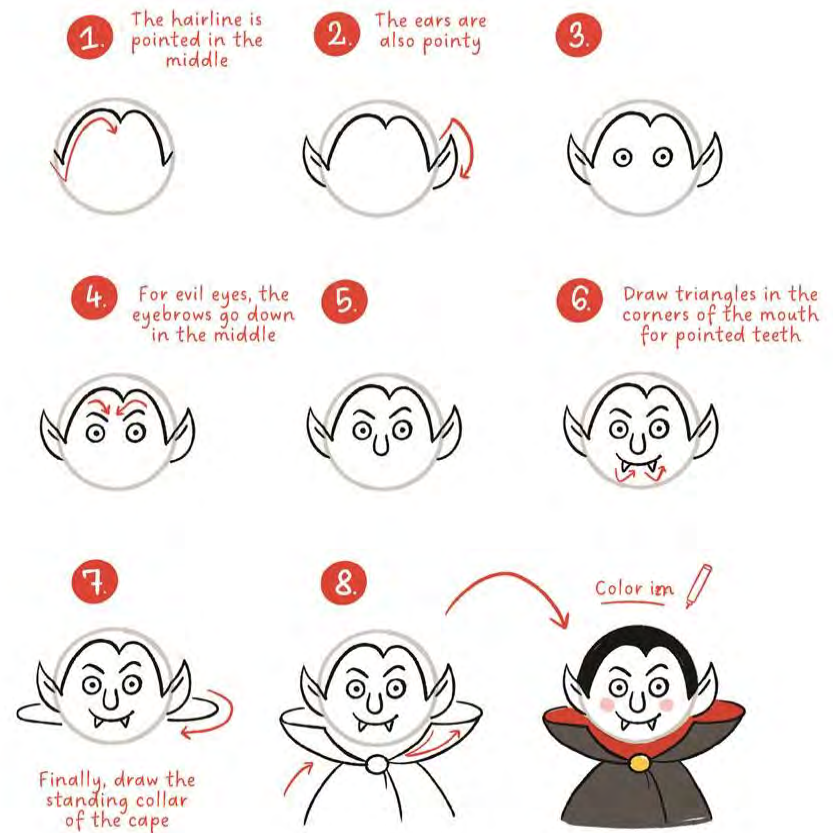 1.
The hairline is
pointed in the
middle
2.
The ears are
also pointy
3.
4.
For evil eyes, the
eyebrows go down
in the middle
5.
6.
Draw triangles in the
corners of the mouth
for pointed teeth
7.
Finally, draw the
standing collar
of the cape
8.
Color